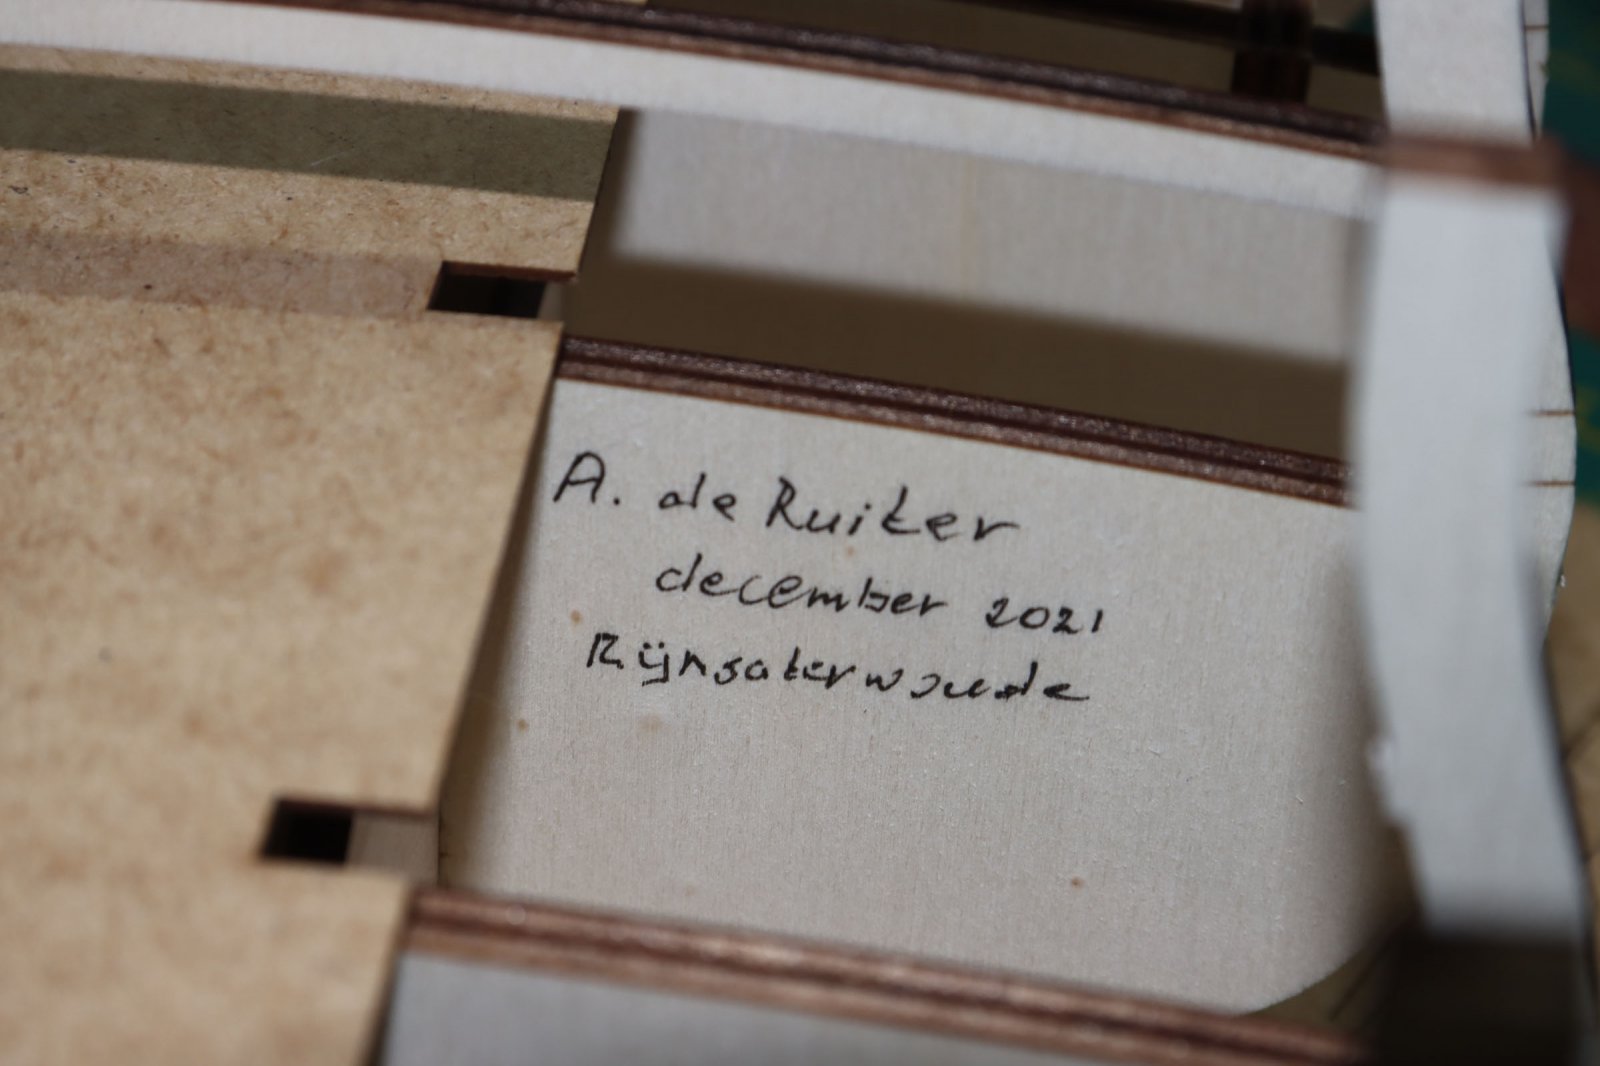 A. de Ruiter
december 2021
Rijnsaterwoude